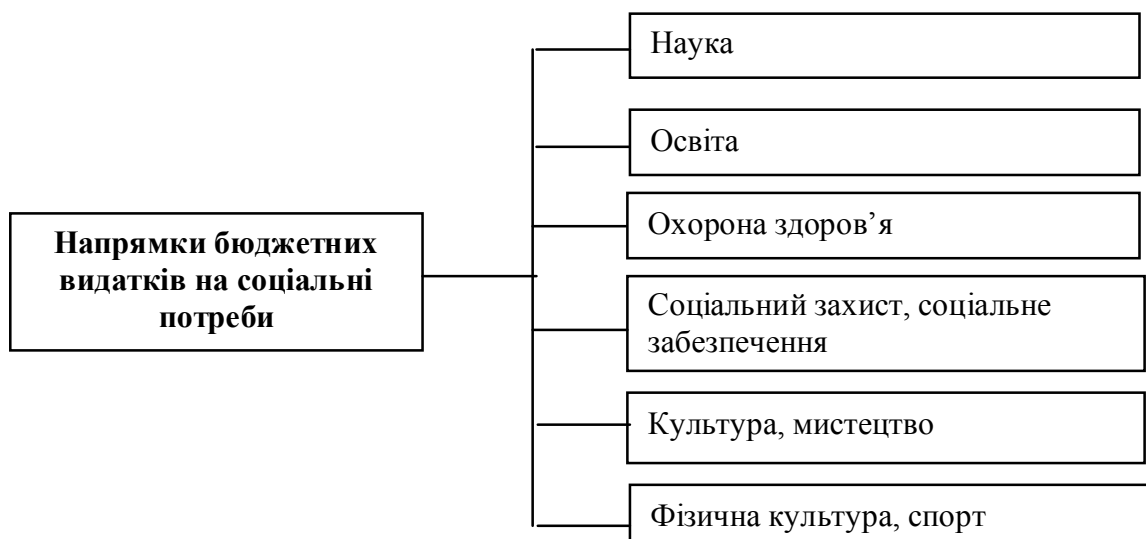 Наука
Освіта
Охорона здоров’я
Напрямки бюджетних
видатків на соціальні
потреби
Соціальний захист, соціальне
забезпечення
Культура, мистецтво
Фізична культура, спорт